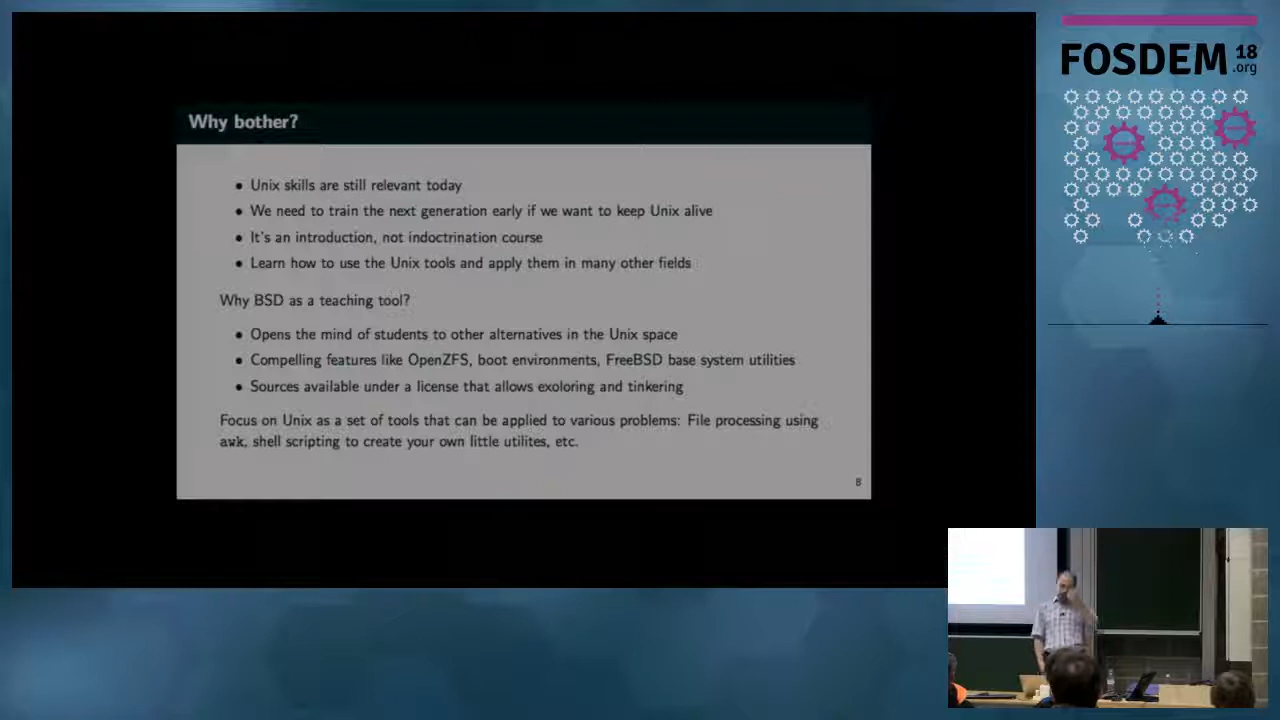 FOSDEM 18
.org
Why bother?
• Unix skills are still relevant today
• We need to train the next generation early if we want to keep Unix alive
• It's an introduction, not indoctrination course
• Learn how to use the Unix tools and apply them in many other fields
Why BSD as a teaching tool?
• Opens the mind of students to other alternatives in the Unix space
• Compelling features like OpenZFS, boot environments, FreeBSD base system utilities
• Sources available under a license that allows exoloring and tinkering
Focus on Unix as a set of tools that can be applied to various problems: File processing using
awk, shell scripting to create your own little utilites, etc.
8